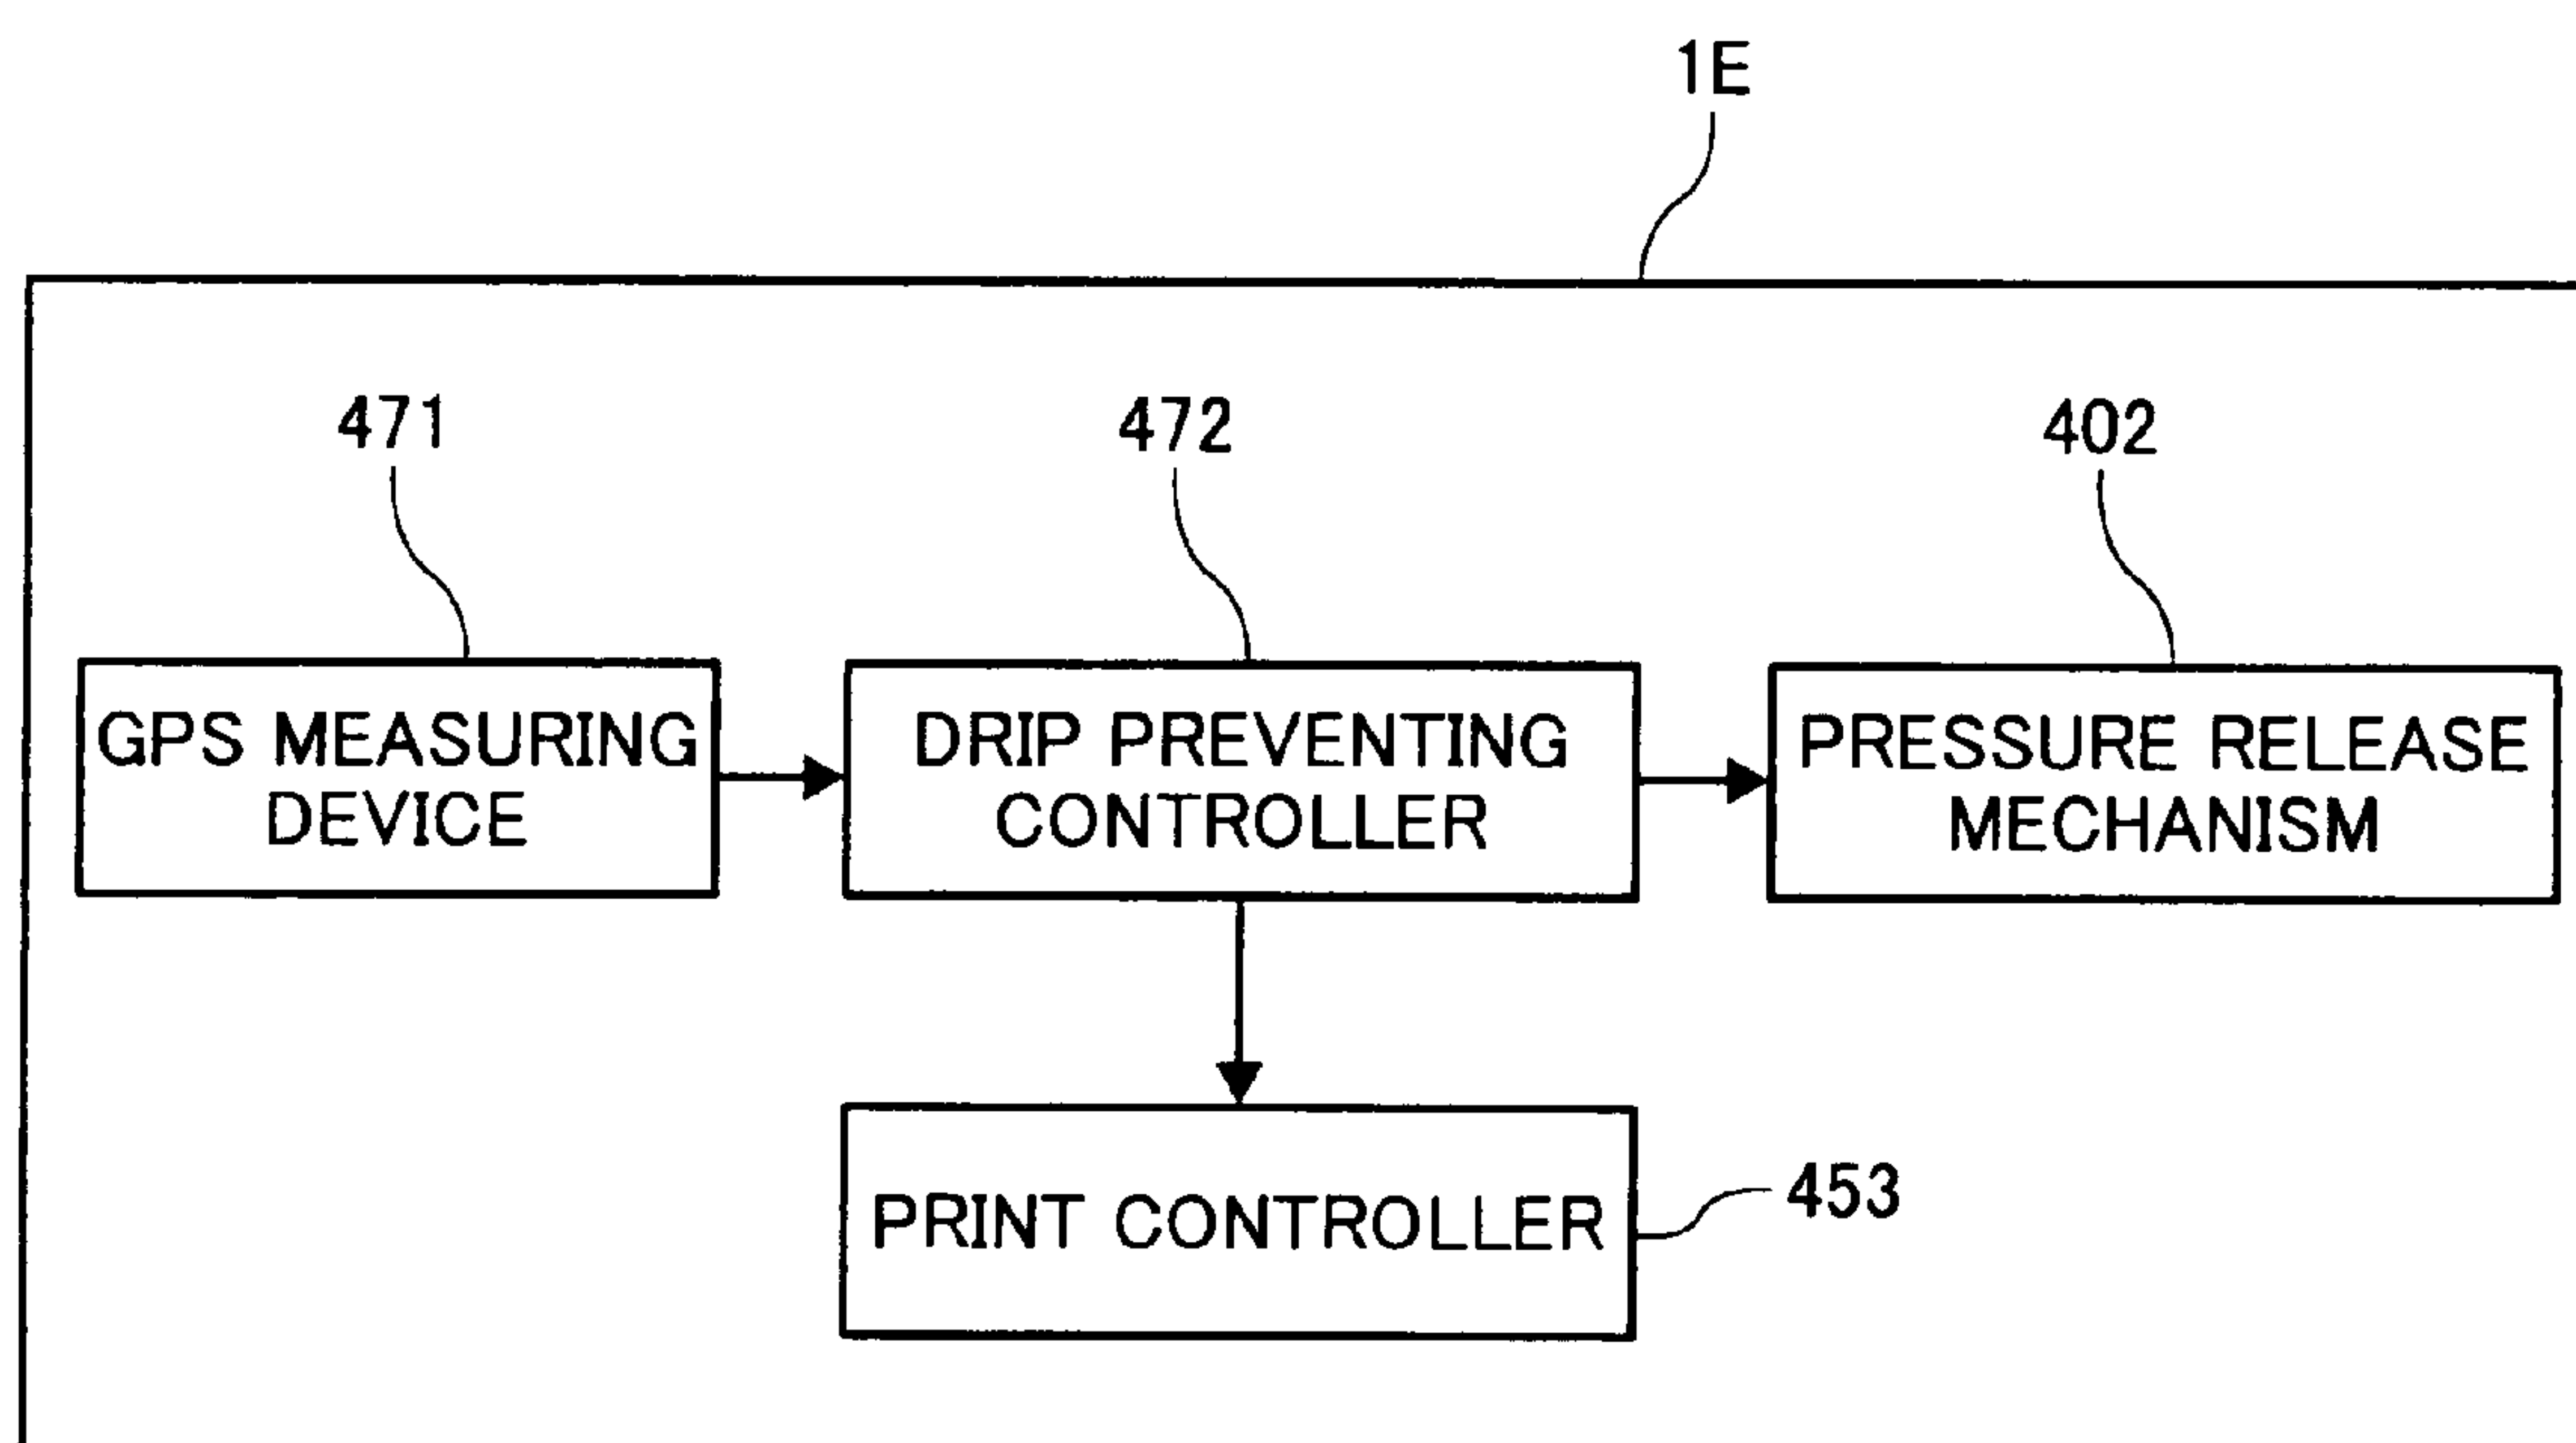 1E
471
472
402
GPS MEASURING
DEVICE
DRIP PREVENTING
CONTROLLER
PRESSURE RELEASE
MECHANISM
PRINT CONTROLLER
453